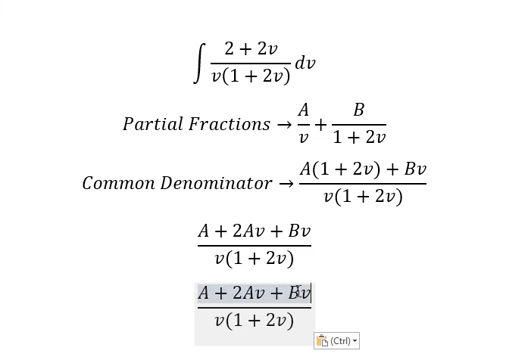 ∫ (2 + 2v)/(v(1 + 2v)) dv
Partial Fractions → A/v + B/(1 + 2v)
Common Denominator → (A(1 + 2v) + Bv)/(v(1 + 2v))
(A + 2Av + Bv)/(v(1 + 2v))
(A + 2Av + Bv)/(v(1 + 2v))
(Ctrl)